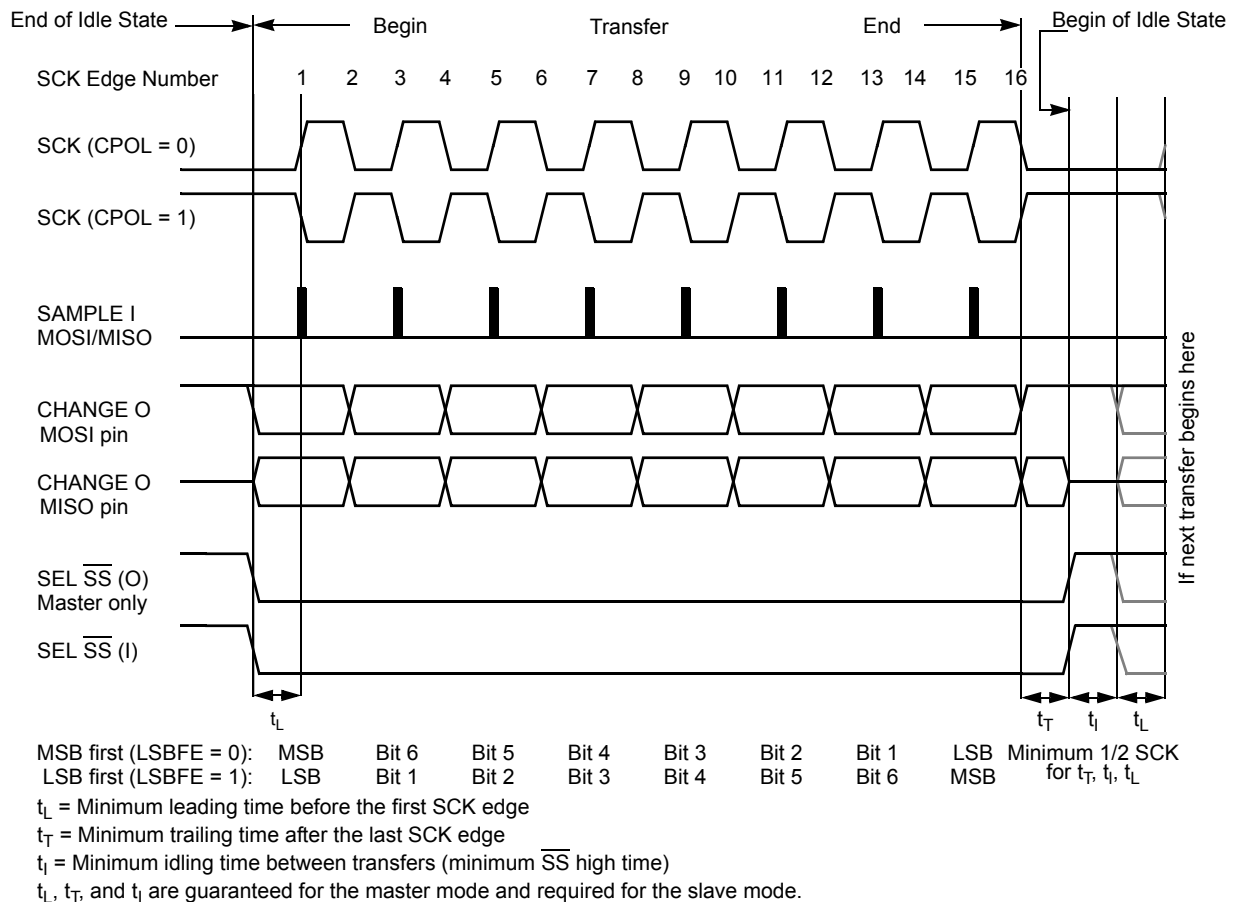 End of Idle State
Begin
Transfer
End
Begin of Idle State
SCK Edge Number
1 2 3 4 5 6 7 8 9 10 11 12 13 14 15 16
SCK (CPOL = 0)
SCK (CPOL = 1)
SAMPLE I
MOSI/MISO
CHANGE O
MOSI pin
CHANGE O
MISO pin
SEL SS (O)
Master only
SEL SS (I)
If next transfer begins here
tL
tT tI tL
MSB first (LSBFE = 0): MSB Bit 6 Bit 5 Bit 4 Bit 3 Bit 2 Bit 1 LSB
LSB first (LSBFE = 1): LSB Bit 1 Bit 2 Bit 3 Bit 4 Bit 5 Bit 6 MSB
Minimum 1/2 SCK
for tT, tI, tL
tL = Minimum leading time before the first SCK edge
tT = Minimum trailing time after the last SCK edge
tI = Minimum idling time between transfers (minimum SS high time)
tL, tT, and tI are guaranteed for the master mode and required for the slave mode.